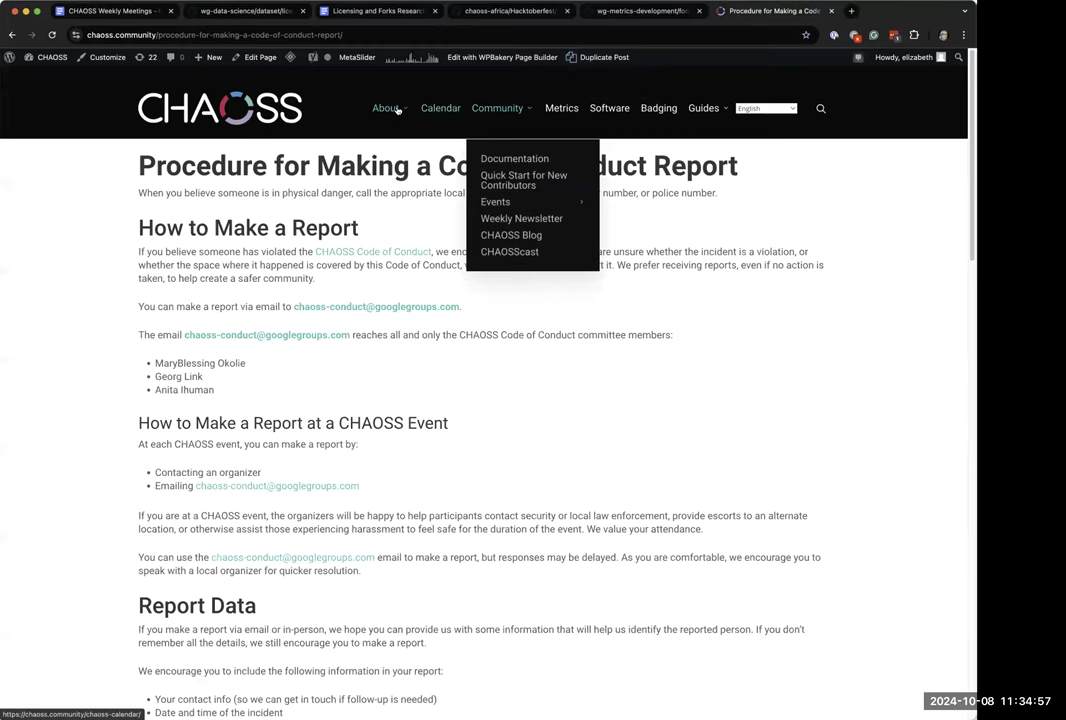 CHAOSS Weekly Meetings -
wg-data-science/dataset/lice
Licensing and Forks Research
chaoss-africa/Hacktoberfest
wg-metrics-development/foc
Procedure for Making a Code
chaoss.community/procedure-for-making-a-code-of-conduct-report/
CHAOSS Customize 22 0 New Edit Page MetaSlider Edit with WPBakery Page Builder Duplicate Post Howdy, elizabeth
CHAOSS
About Calendar Community Metrics Software Badging Guides English
Documentation
Quick Start for New
Contributors
Events
Weekly Newsletter
CHAOSS Blog
CHAOSScast
Procedure for Making a Co duct Report
When you believe someone is in physical danger, call the appropriate local number, or police number.
How to Make a Report
If you believe someone has violated the CHAOSS Code of Conduct, we enc are unsure whether the incident is a violation, or
whether the space where it happened is covered by this Code of Conduct, t it. We prefer receiving reports, even if no action is
taken, to help create a safer community.
You can make a report via email to chaoss-conduct@googlegroups.com.
The email chaoss-conduct@googlegroups.com reaches all and only the CHAOSS Code of Conduct committee members:
• MaryBlessing Okolie
• Georg Link
• Anita Ihuman
How to Make a Report at a CHAOSS Event
At each CHAOSS event, you can make a report by:
• Contacting an organizer
• Emailing chaoss-conduct@googlegroups.com
If you are at a CHAOSS event, the organizers will be happy to help participants contact security or local law enforcement, provide escorts to an alternate
location, or otherwise assist those experiencing harassment to feel safe for the duration of the event. We value your attendance.
You can use the chaoss-conduct@googlegroups.com email to make a report, but responses may be delayed. As you are comfortable, we encourage you to
speak with a local organizer for quicker resolution.
Report Data
If you make a report via email or in-person, we hope you can provide us with some information that will help us identify the reported person. If you don't
remember all the details, we still encourage you to make a report.
We encourage you to include the following information in your report:
• Your contact info (so we can get in touch if follow-up is needed)
• Date and time of the incident
https://chaoss.community/chaoss-calendar/
2024-10-08 11:34:57